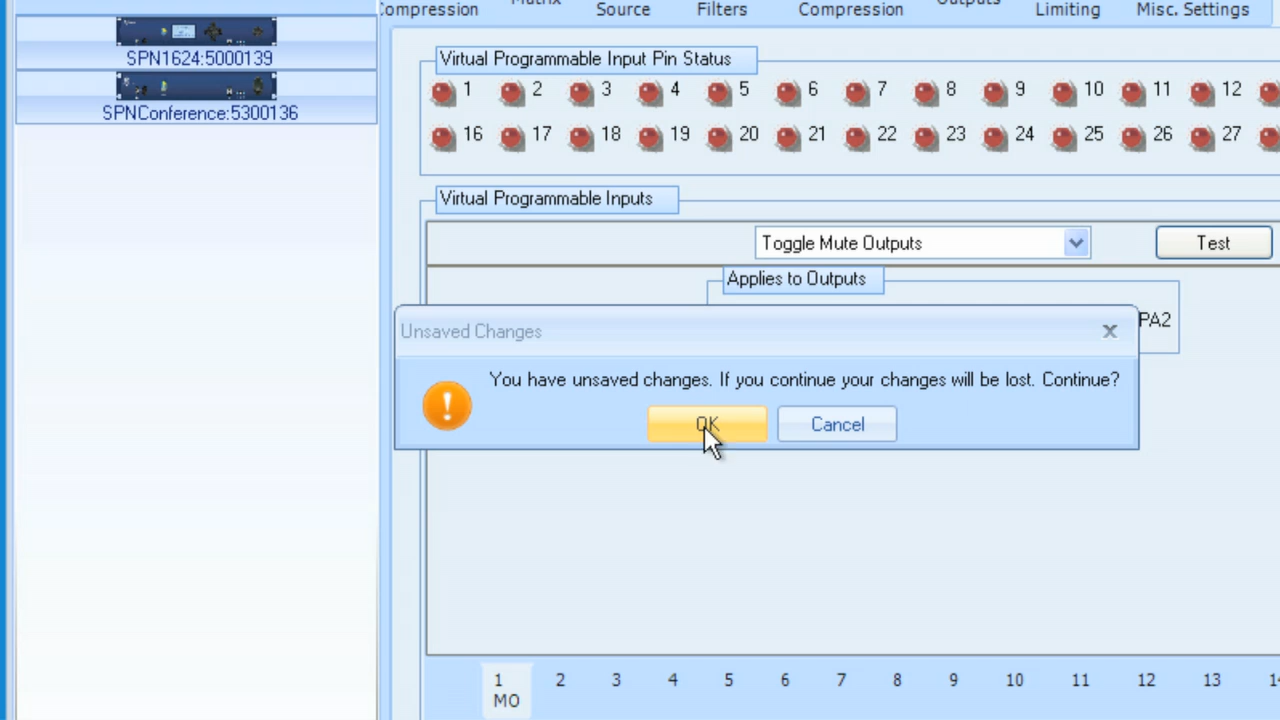 Compression Matrix Source Filters Compression Outputs Limiting Misc. Settings
SPN1624:5000139
SPNConference:5300136
Virtual Programmable Input Pin Status
1 2 3 4 5 6 7 8 9 10 11 12
16 17 18 19 20 21 22 23 24 25 26 27
Virtual Programmable Inputs
Toggle Mute Outputs Test
Applies to Outputs
PA2
Unsaved Changes
You have unsaved changes. If you continue your changes will be lost. Continue?
OK Cancel
1 2 3 4 5 6 7 8 9 10 11 12 13
MO